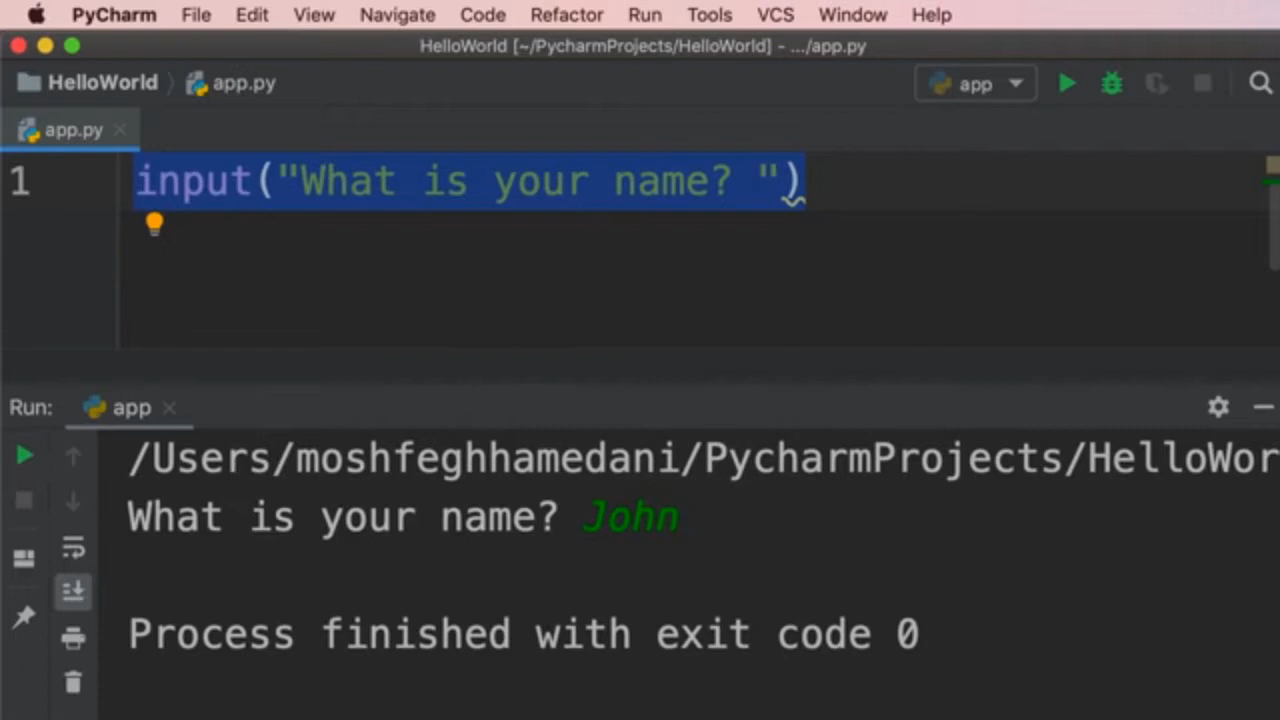 PyCharm File Edit View Navigate Code Refactor Run Tools VCS Window Help
HelloWorld [~/PycharmProjects/HelloWorld] - .../app.py
HelloWorld app.py app
app.py
1 input("What is your name? ")
Run: app
/Users/moshfeghhamedani/PycharmProjects/HelloWor
What is your name? John
Process finished with exit code 0